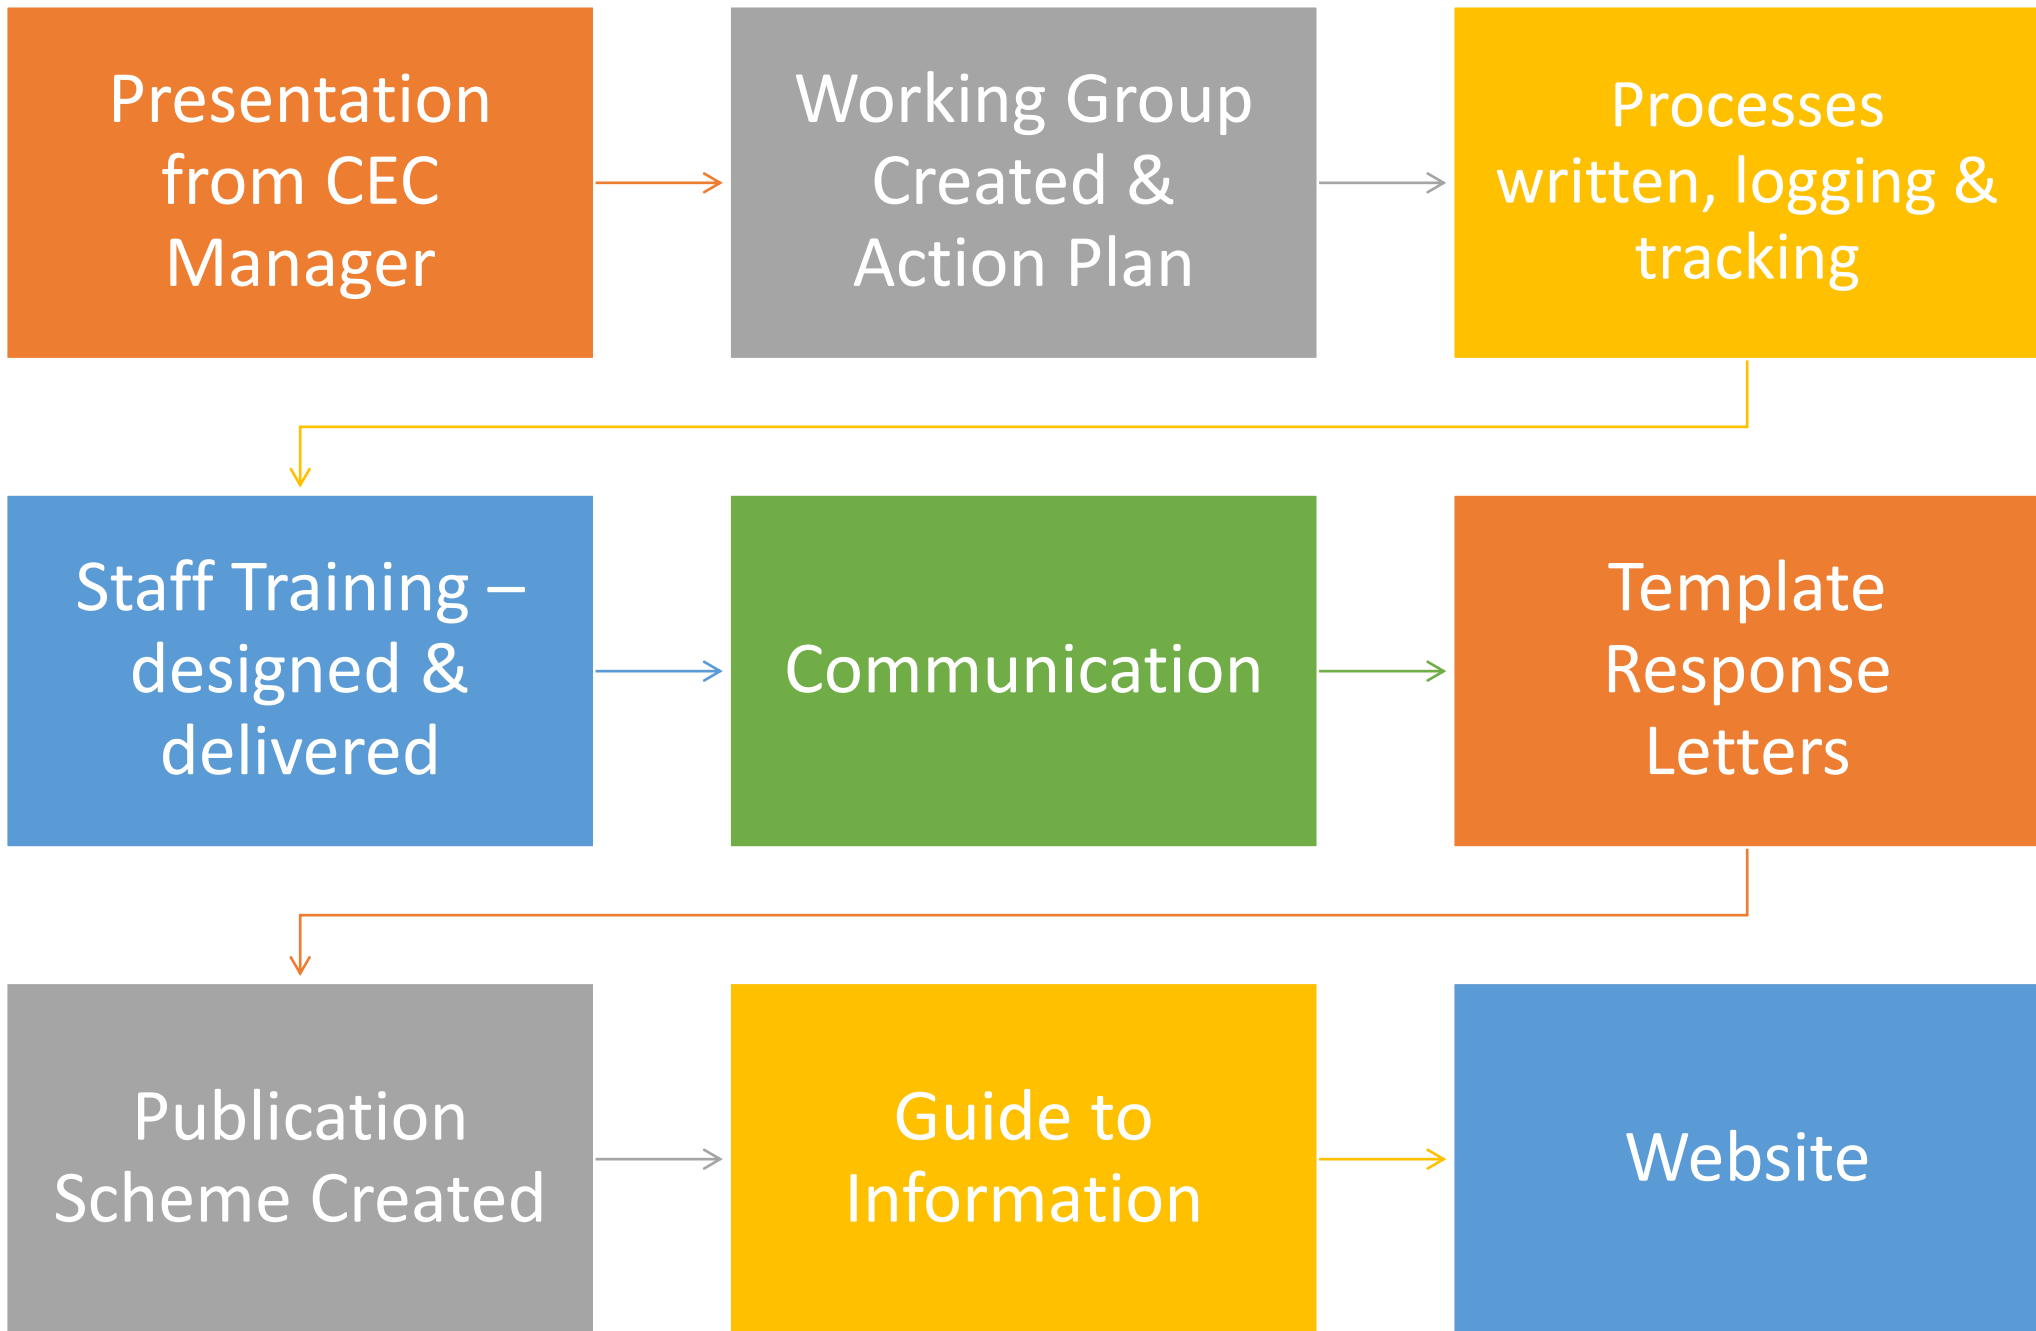 Presentation
from CEC
Manager
Working Group
Created &
Action Plan
Processes
written, logging &
tracking
Staff Training –
designed &
delivered
Communication
Template
Response
Letters
Publication
Scheme Created
Guide to
Information
Website